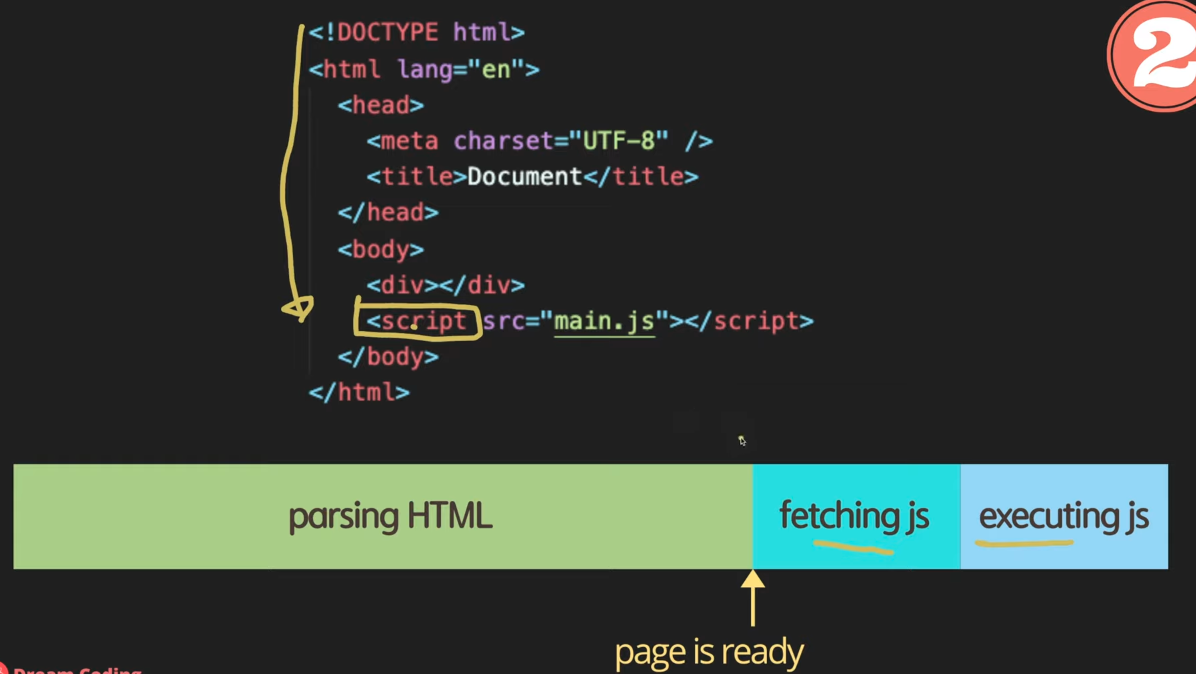 <!DOCTYPE html>
<html lang="en">
<head>
<meta charset="UTF-8" />
<title>Document</title>
</head>
<body>
<div></div>
<script src="main.js"></script>
</body>
</html>
2
parsing HTML
fetching js
executing js
page is ready
Dream Coding